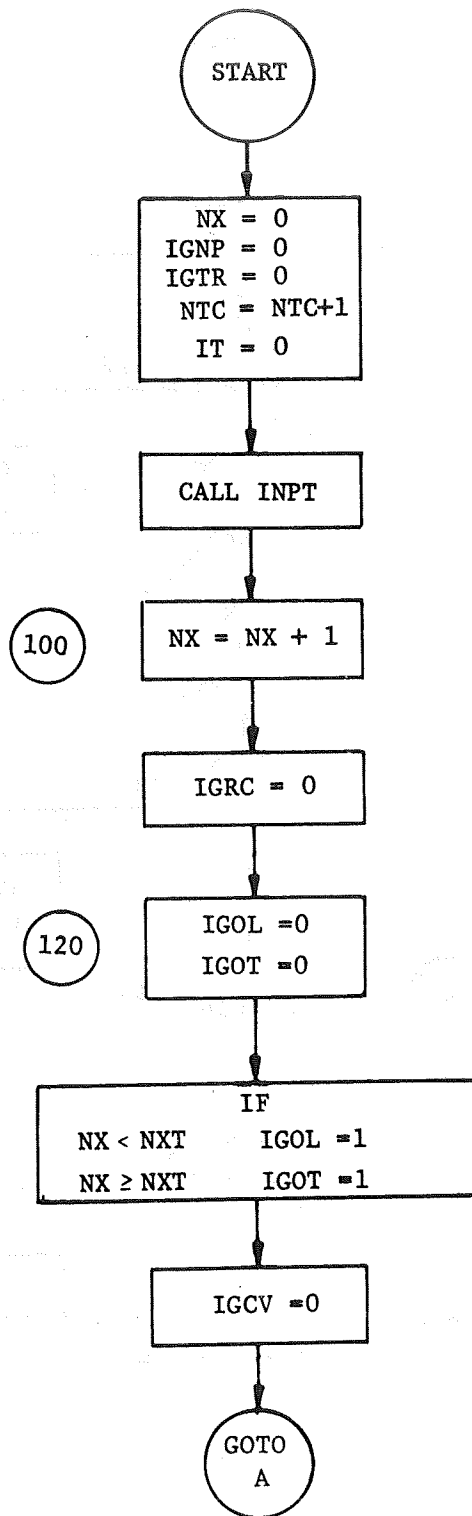 START
NX = 0
IGNP = 0
IGTR = 0
NTC = NTC+1
IT = 0
CALL INPT
100
NX = NX + 1
IGRC = 0
120
IGOL =0
IGOT =0
IF
NX < NXT IGOL =1
NX ≥ NXT IGOT =1
IGCV =0
GOTO
A